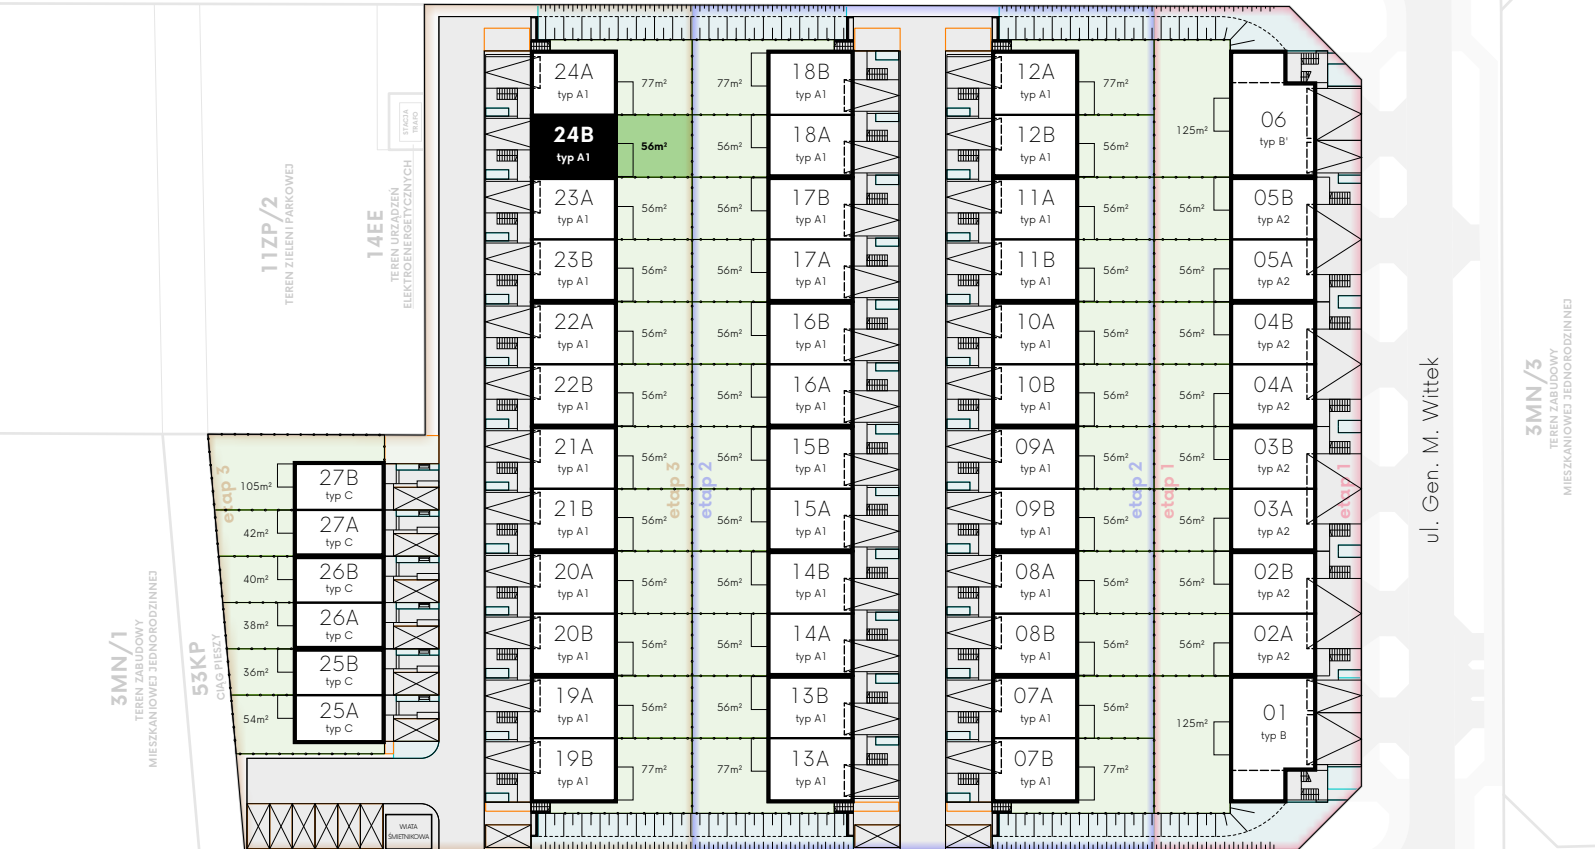 24A
typ A1
77m²
24B
typ A1
56m²
23A
typ A1
56m²
23B
typ A1
56m²
22A
typ A1
56m²
22B
typ A1
56m²
21A
typ A1
56m²
21B
typ A1
56m²
20A
typ A1
56m²
20B
typ A1
56m²
19A
typ A1
56m²
19B
typ A1
77m²
77m²
18B
typ A1
56m²
18A
typ A1
56m²
17B
typ A1
56m²
17A
typ A1
56m²
16B
typ A1
56m²
16A
typ A1
56m²
15B
typ A1
56m²
15A
typ A1
56m²
14B
typ A1
56m²
14A
typ A1
56m²
13B
typ A1
77m²
13A
typ A1
12A
typ A1
77m²
12B
typ A1
56m²
11A
typ A1
56m²
11B
typ A1
56m²
10A
typ A1
56m²
10B
typ A1
56m²
09A
typ A1
56m²
09B
typ A1
56m²
08A
typ A1
56m²
08B
typ A1
56m²
07A
typ A1
56m²
07B
typ A1
77m²
125m²
06
typ B'
56m²
05B
typ A2
56m²
05A
typ A2
56m²
04B
typ A2
56m²
04A
typ A2
56m²
03B
typ A2
56m²
03A
typ A2
56m²
02B
typ A2
56m²
02A
typ A2
125m²
01
typ B
105m²
27B
typ C
42m²
27A
typ C
40m²
26B
typ C
38m²
26A
typ C
36m²
25B
typ C
54m²
25A
typ C
etap 3
etap 3
etap 2
etap 2
etap 1
etap 1
ul. Gen. M. Wittek
11ZP/2
TEREN ZIELENI PARKOWEJ
14EE
TEREN URZĄDZEŃ
ELEKTROENERGETYCZNYCH
STACJA
TRAFO
3MN/1
TEREN ZABUDOWY
MIESZKANIOWEJ JEDNORODZINNEJ
53KP
CIĄG PIESZY
3MN/3
TEREN ZABUDOWY
MIESZKANIOWEJ JEDNORODZINNEJ
WIATA
ŚMIETNIKOWA